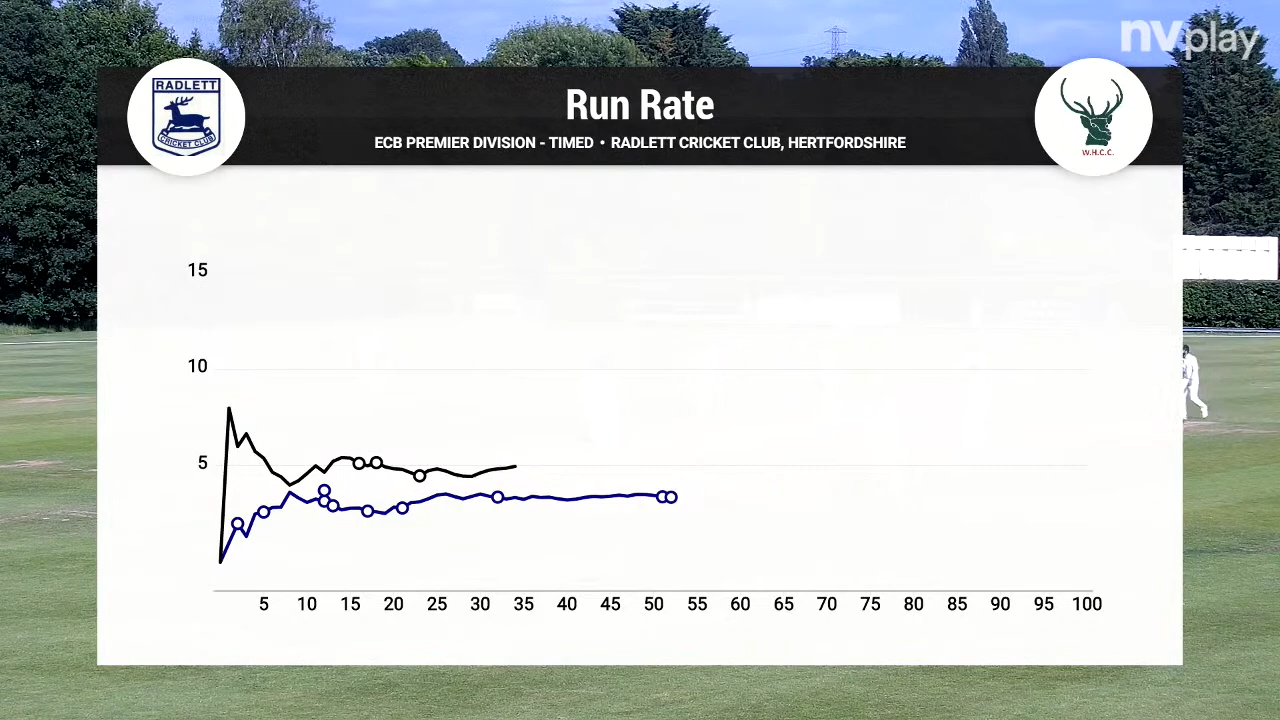 nvplay
RADLETT
CRICKET CLUB
Run Rate
ECB PREMIER DIVISION - TIMED • RADLETT CRICKET CLUB, HERTFORDSHIRE
W.H.C.C.
15
10
5
5 10 15 20 25 30 35 40 45 50 55 60 65 70 75 80 85 90 95 100